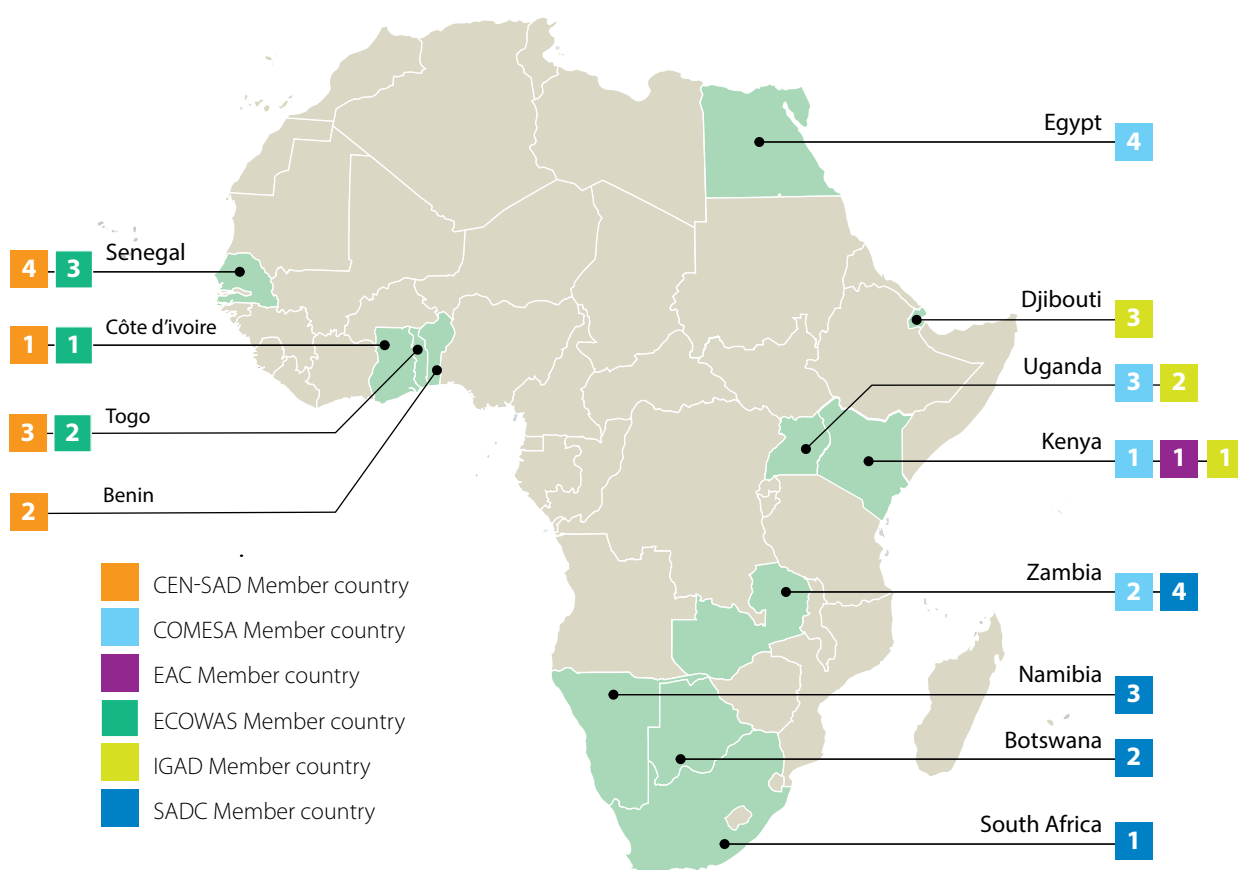 Egypt
4
Senegal
4 3
Djibouti
3
Côte d'ivoire
1 1
Uganda
3 2
Togo
3 2
Kenya
1 1 1
Benin
2
CEN-SAD Member country
COMESA Member country
EAC Member country
ECOWAS Member country
IGAD Member country
SADC Member country
Zambia
2 4
Namibia
3
Botswana
2
South Africa
1